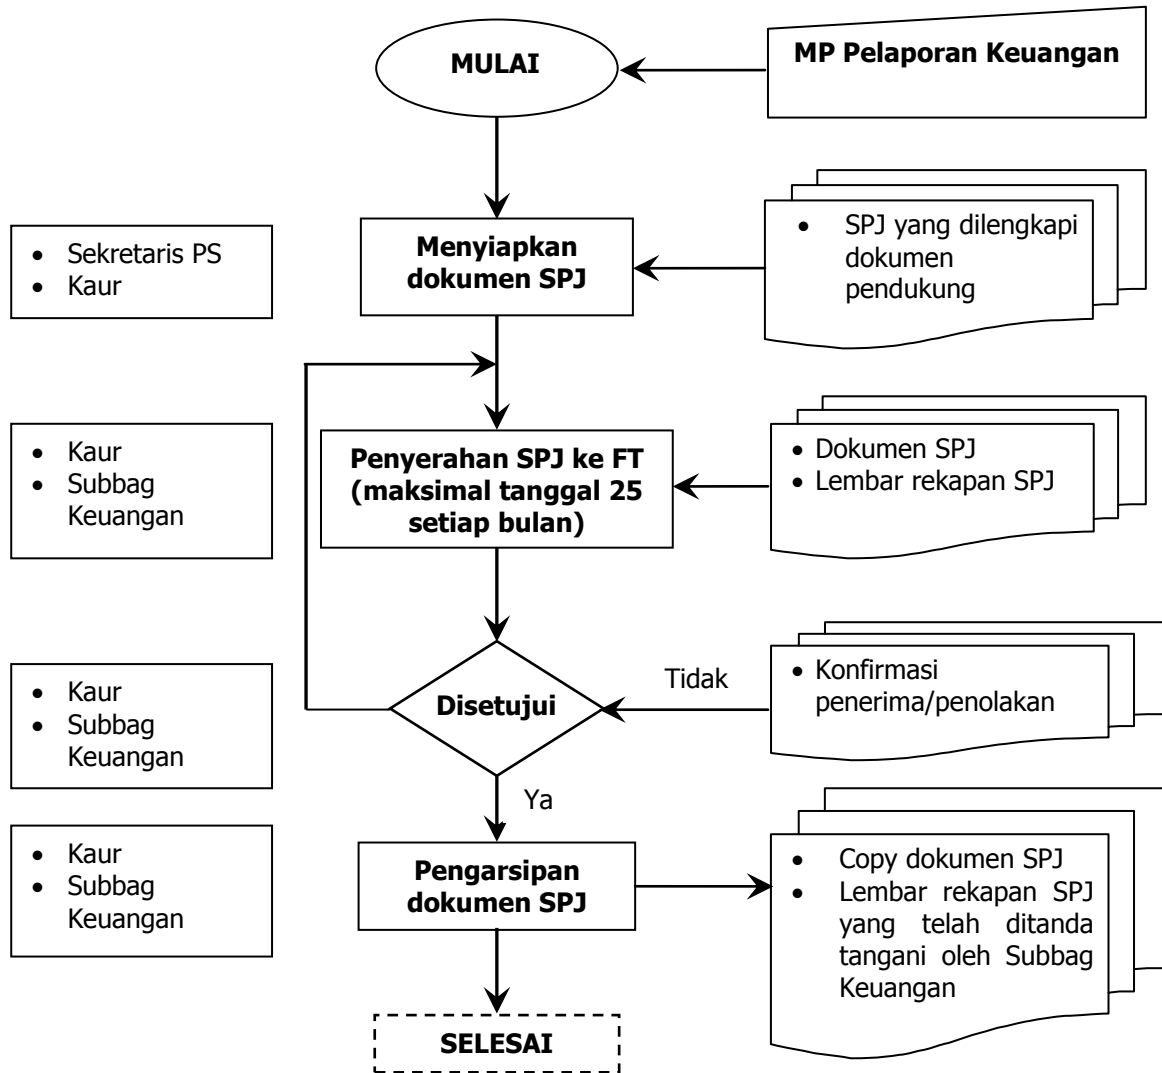 MULAI
MP Pelaporan Keuangan
• Sekretaris PS
• Kaur
Menyiapkan
dokumen SPJ
• SPJ yang dilengkapi
dokumen
pendukung
• Kaur
• Subbag
Keuangan
Penyerahan SPJ ke FT
(maksimal tanggal 25
setiap bulan)
• Dokumen SPJ
• Lembar rekapan SPJ
• Kaur
• Subbag
Keuangan
Disetujui
Tidak
• Konfirmasi
penerima/penolakan
Ya
• Kaur
• Subbag
Keuangan
Pengarsipan
dokumen SPJ
• Copy dokumen SPJ
• Lembar rekapan SPJ
yang telah ditanda
tangani oleh Subbag
Keuangan
SELESAI